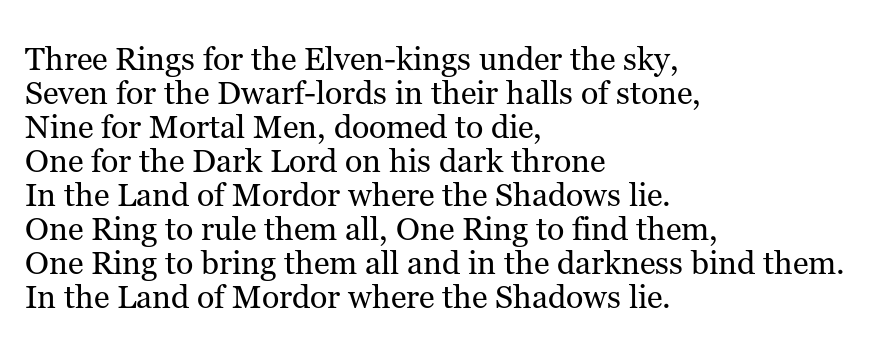 Three Rings for the Elven-kings under the sky,
Seven for the Dwarf-lords in their halls of stone,
Nine for Mortal Men, doomed to die,
One for the Dark Lord on his dark throne
In the Land of Mordor where the Shadows lie.
One Ring to rule them all, One Ring to find them,
One Ring to bring them all and in the darkness bind them.
In the Land of Mordor where the Shadows lie.